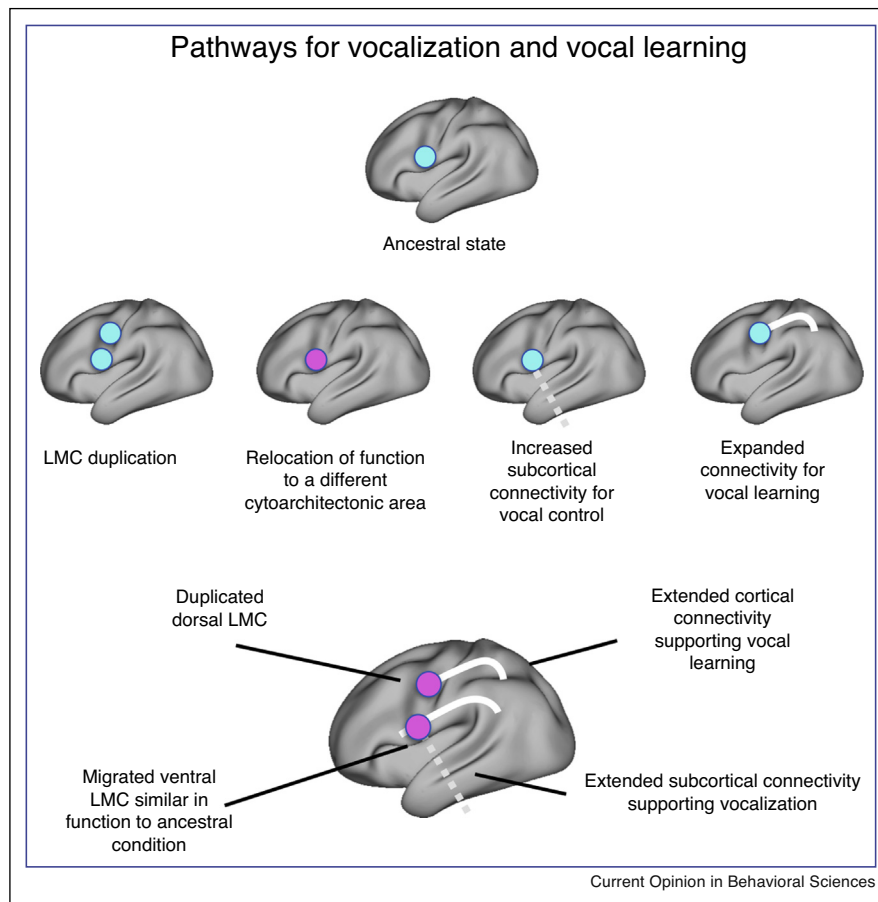 Pathways for vocalization and vocal learning
Ancestral state
LMC duplication
Relocation of function
to a different
cytoarchitectonic area
Increased
subcortical
connectivity for
vocal control
Expanded
connectivity for
vocal learning
Duplicated
dorsal LMC
Extended cortical
connectivity
supporting vocal
learning
Migrated ventral
LMC similar in
function to ancestral
condition
Extended subcortical connectivity
supporting vocalization
Current Opinion in Behavioral Sciences